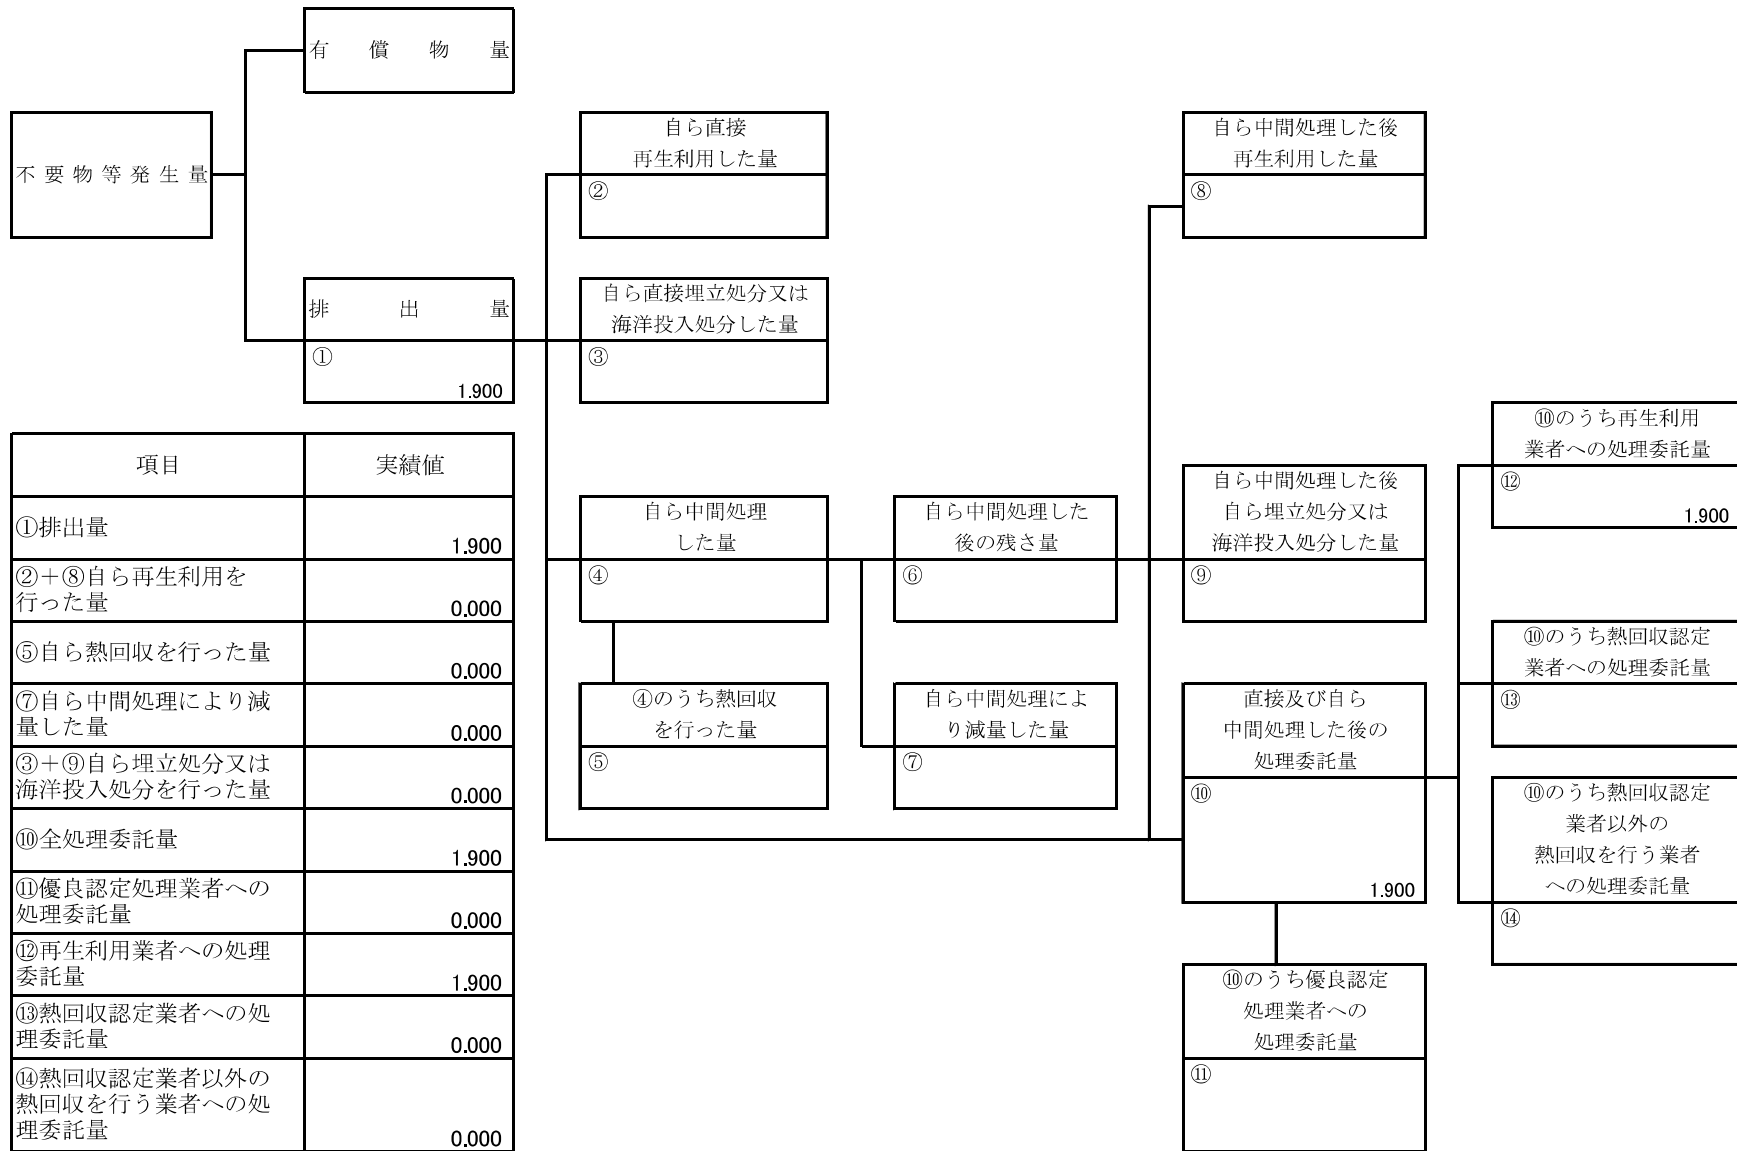 有償物量
不要物等発生量
排出量
①
1.900
自ら直接
再生利用した量
②
自ら直接埋立処分又は
海洋投入処分した量
③
自ら中間処理した後
再生利用した量
⑧
項目 実績値
①排出量
1.900
②＋⑧自ら再生利用を
行った量
0.000
⑤自ら熱回収を行った量
0.000
⑦自ら中間処理により減
量した量
0.000
③＋⑨自ら埋立処分又は
海洋投入処分を行った量
0.000
⑩全処理委託量
1.900
⑪優良認定処理業者への
処理委託量
0.000
⑫再生利用業者への処理
委託量
1.900
⑬熱回収認定業者への処
理委託量
0.000
⑭熱回収認定業者以外の
熱回収を行う業者への処
理委託量
0.000
自ら中間処理
した量
④
④のうち熱回収
を行った量
⑤
自ら中間処理した
後の残さ量
⑥
自ら中間処理によ
り減量した量
⑦
自ら中間処理した後
自ら埋立処分又は
海洋投入処分した量
⑨
直接及び自ら
中間処理した後の
処理委託量
⑩
1.900
⑩のうち優良認定
処理業者への
処理委託量
⑪
⑩のうち再生利用
業者への処理委託量
⑫
1.900
⑩のうち熱回収認定
業者への処理委託量
⑬
⑩のうち熱回収認定
業者以外の
熱回収を行う業者
への処理委託量
⑭